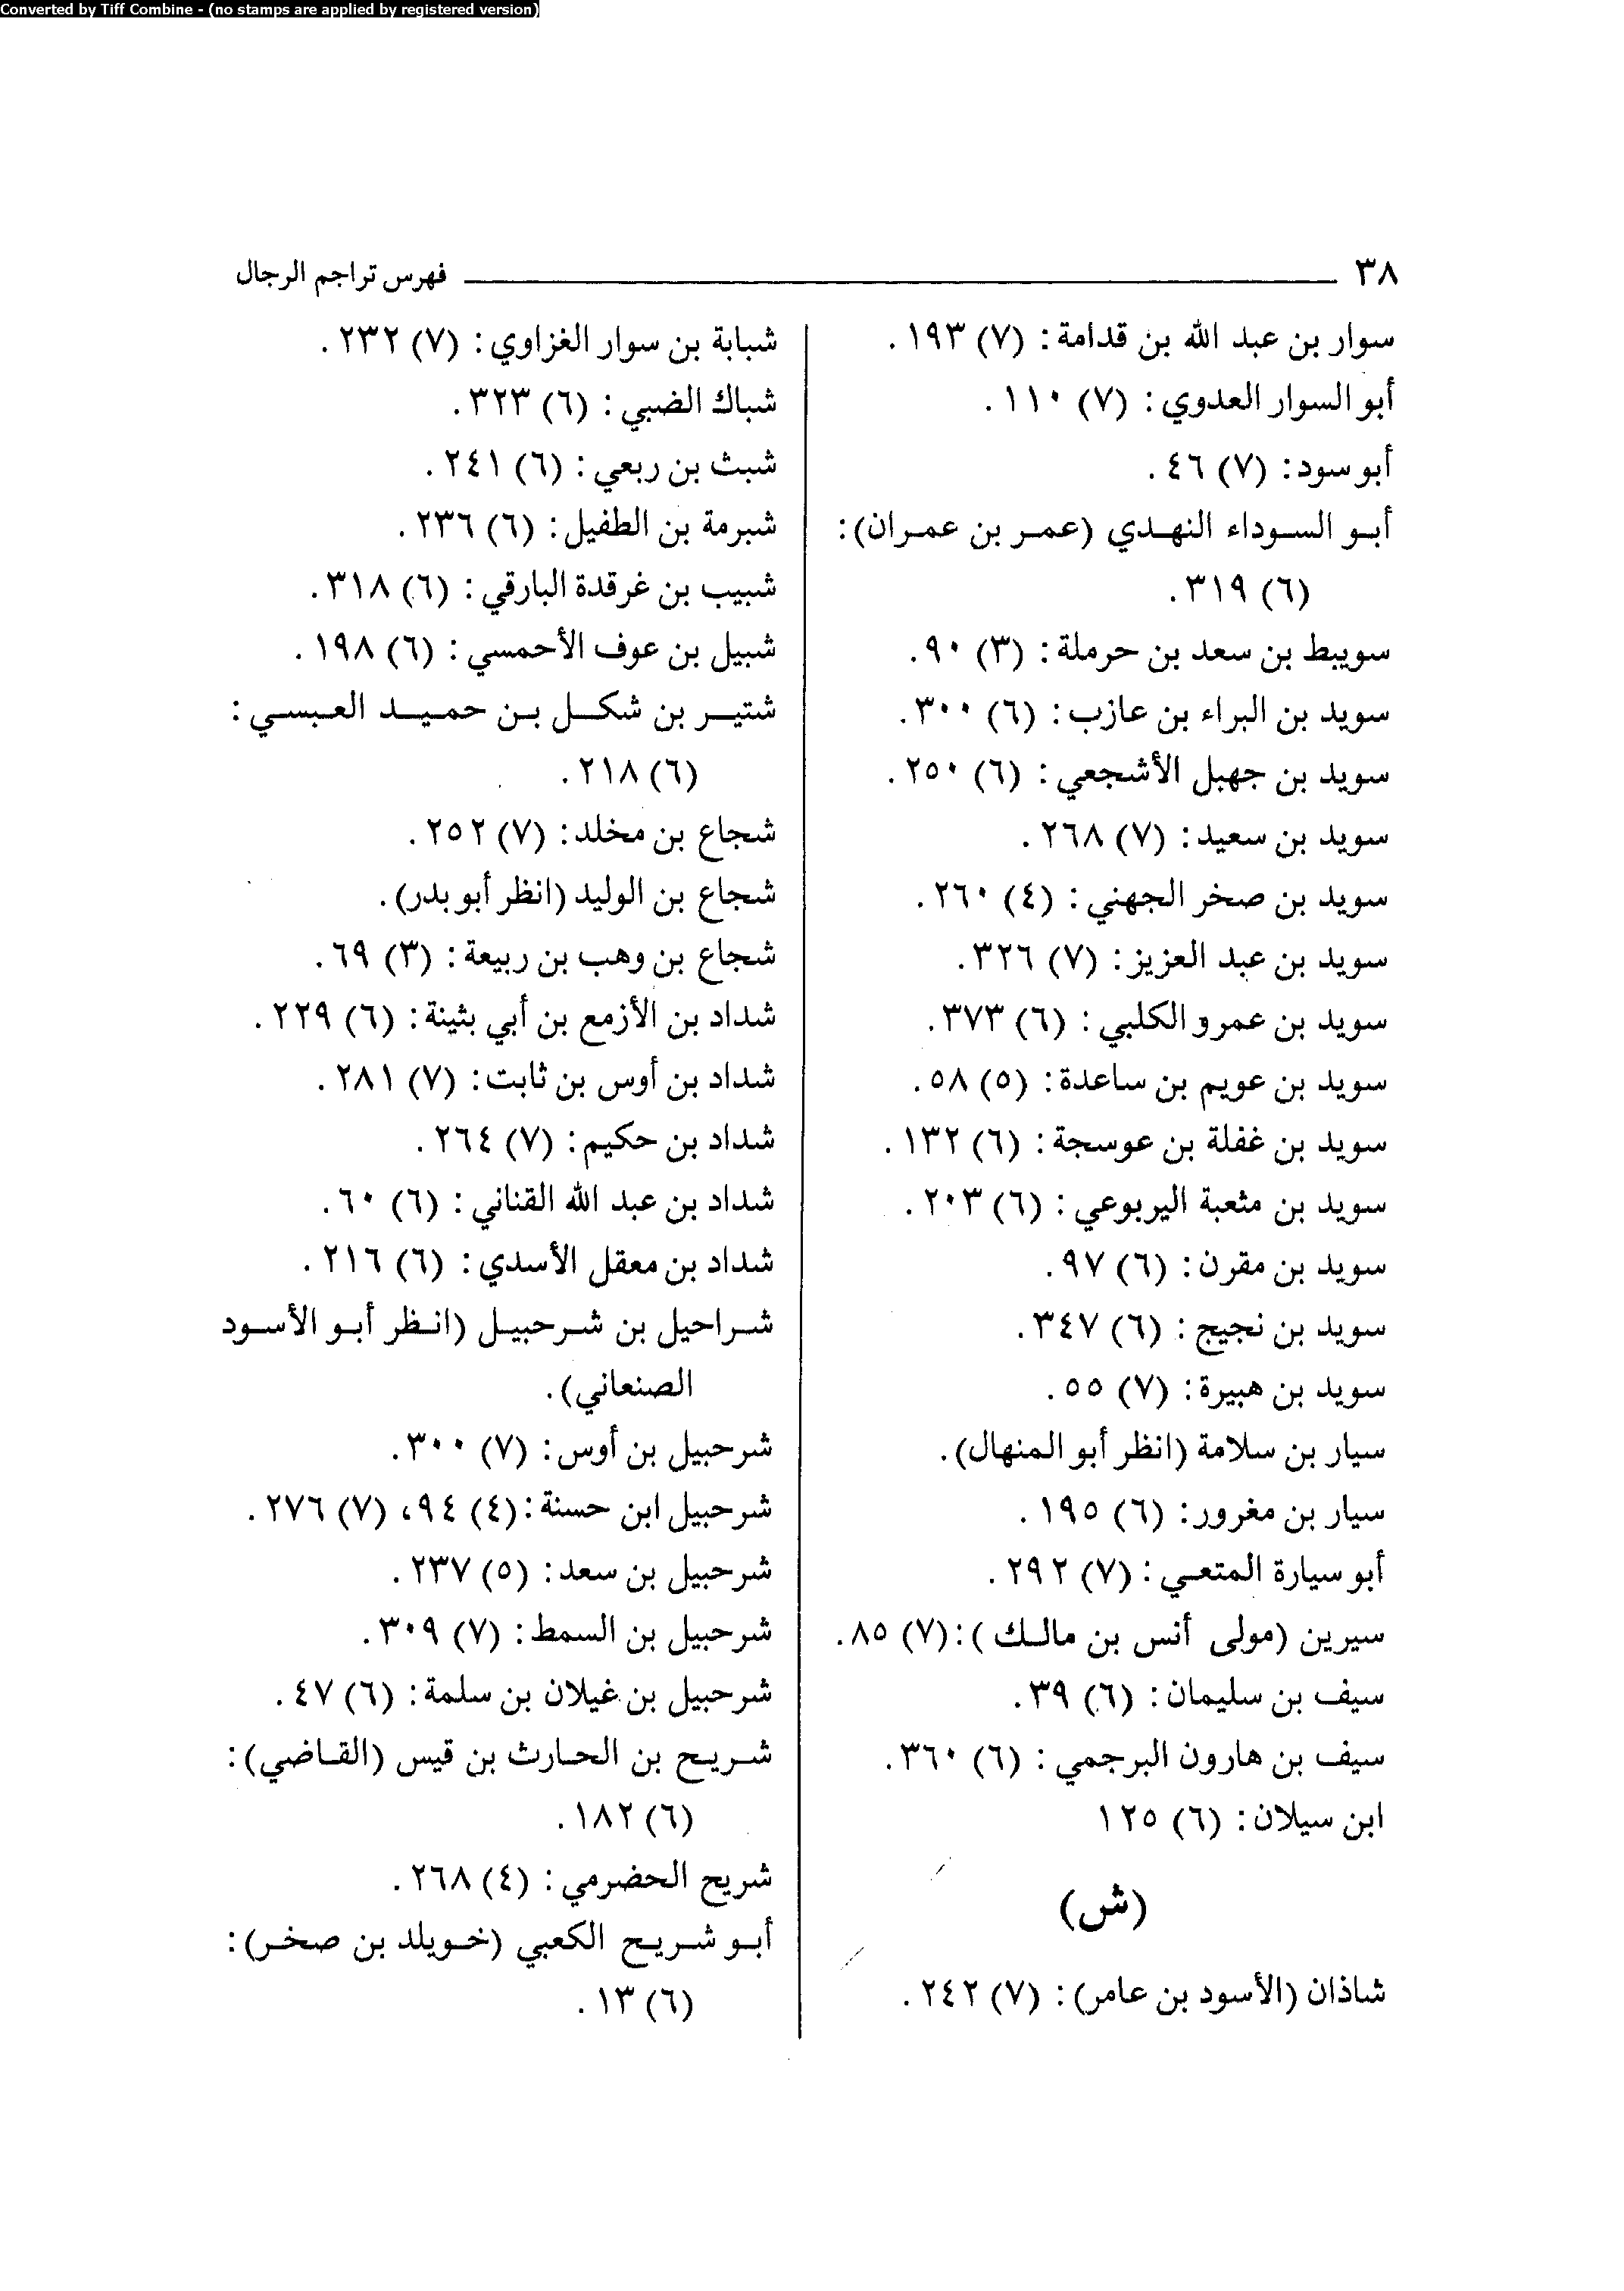 Converted by Tiff Combine - (no stamps are applied by registered version)
٣٨ فهرس تراجم الرجال
سوار بن عبد الله بن قدامة: (٧) ١٩٣.
أبو السوار العدوي: (٧) ١١٠.
أبو سود: (٧) ٤٦.
أبو السوداء النهدي (عمر بن عمران):
(٦) ٣١٩.
سويبط بن سعد بن حرملة: (٣) ٩٠.
سويد بن البراء بن عازب: (٦) ٣٠٠.
سويد بن جهبل الأشجعي: (٦) ٢٥٠.
سويد بن سعيد: (٧) ٢٦٨.
سويد بن صخر الجهني: (٤) ٢٦٠.
سويد بن عبد العزيز: (٧) ٣٢٦.
سويد بن عمرو الكلبي: (٦) ٣٧٣.
سويد بن عويم بن ساعدة: (٥) ٥٨.
سويد بن غفلة بن عوسجة: (٦) ١٣٢.
سويد بن مثعبة اليربوعي: (٦) ٢٠٣.
سويد بن مقرن: (٦) ٩٧.
سويد بن نجيج: (٦) ٣٤٧.
سويد بن هبيرة: (٧) ٥٥.
سيار بن سلامة (انظر أبو المنهال).
سيار بن مغرور: (٦) ١٩٥.
أبو سيارة المتعي: (٧) ٢٩٢.
سيرين (مولى أنس بن مالك): (٧) ٨٥.
سيف بن سليمان: (٦) ٣٩.
سيف بن هارون البرجمي: (٦) ٣٦٠.
ابن سيلان: (٦) ١٢٥
(ش)
شاذان (الأسود بن عامر): (٧) ٢٤٢.
شبابة بن سوار الغزاوي: (٧) ٢٣٢.
شباك الضبي: (٦) ٣٢٣.
شبث بن ربعي: (٦) ٢٤١.
شبرمة بن الطفيل: (٦) ٢٣٦.
شبيب بن غرقدة البارقي: (٦) ٣١٨.
شبيل بن عوف الأحمسي: (٦) ١٩٨.
شتير بن شكل بن حميد العبسي:
(٦) ٢١٨.
شجاع بن مخلد: (٧) ٢٥٢.
شجاع بن الوليد (انظر أبو بدر).
شجاع بن وهب بن ربيعة: (٣) ٦٩.
شداد بن الأزمع بن أبي بثينة: (٦) ٢٢٩.
شداد بن أوس بن ثابت: (٧) ٢٨١.
شداد بن حكيم: (٧) ٢٦٤.
شداد بن عبد الله القناني: (٦) ٦٠.
شداد بن معقل الأسدي: (٦) ٢١٦.
شراحيل بن شرحبيل (انظر أبو الأسود
الصنعاني).
شرحبيل بن أوس: (٧) ٣٠٠.
شرحبيل ابن حسنة: (٤) ٩٤، (٧) ٢٧٦.
شرحبيل بن سعد: (٥) ٢٣٧.
شرحبيل بن السمط: (٧) ٣٠٩.
شرحبيل بن غيلان بن سلمة: (٦) ٤٧.
شريح بن الحارث بن قيس (القاضي):
(٦) ١٨٢.
شريح الحضرمي: (٤) ٢٦٨.
أبو شريح الكعبي (خويلد بن صخر):
(٦) ١٣.